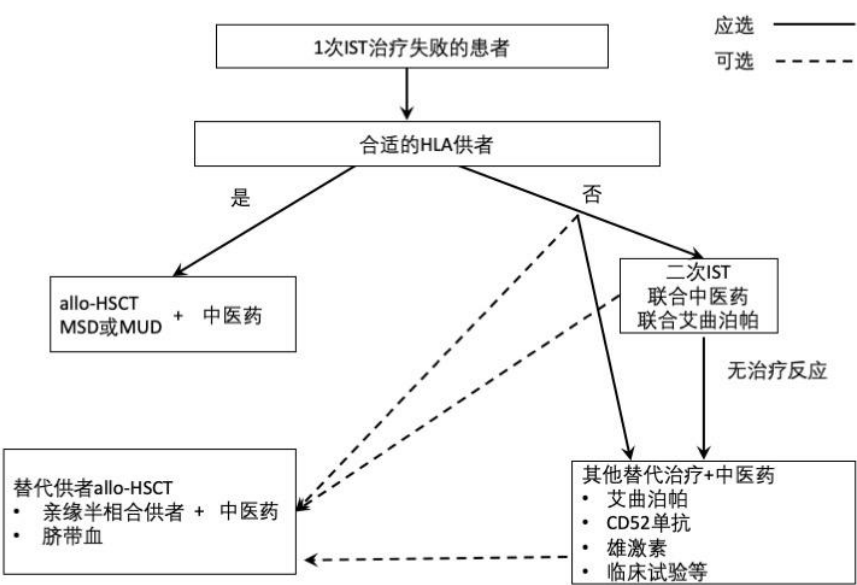 1次IST治疗失败的患者
应选
可选
合适的HLA供者
是
否
allo-HSCT
MSD或MUD + 中医药
二次IST
联合中医药
联合艾曲泊帕
无治疗反应
替代供者allo-HSCT
• 亲缘半相合供者 + 中医药
• 脐带血
其他替代治疗+中医药
• 艾曲泊帕
• CD52单抗
• 雄激素
• 临床试验等